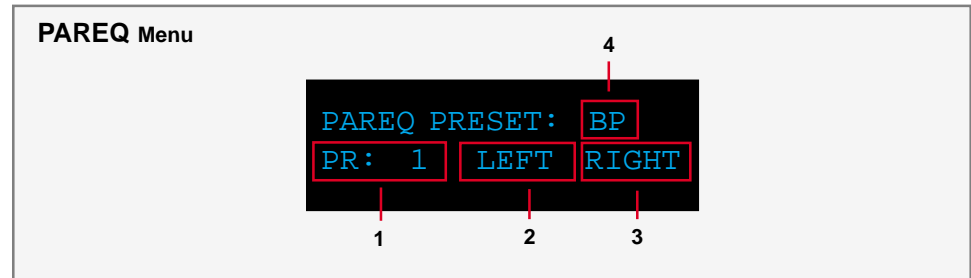 PAREQ Menu
4
PAREQ PRESET: BP
PR: 1 LEFT RIGHT
1 2 3